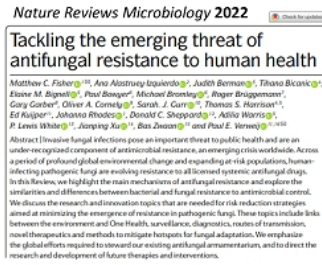 Nature Reviews Microbiology 2022
Check for updates
Tackling the emerging threat of
antifungal resistance to human health
Matthew C. Fisher, Ana Alastruey-Izquierdo, Judith Berman, Tihana Bicanic,
Elaine M. Bignell, Paul Bowyer, Michael Bromley, Roger Brüggemann,
Gary Garber, Oliver A. Cornely, Sarah J. Gurr, Thomas S. Harrison,
Ed Kuijper, Johanna Rhodes, Donald C. Sheppard, Adilia Warris,
P. Lewis White, Jianping Xu, Bas Zwaan and Paul E. Verweij
Abstract | Invasive fungal infections pose an important threat to public health and are an
under-recognized component of antimicrobial resistance, an emerging crisis worldwide. Across
a period of profound global environmental change and expanding at-risk populations, human-
infecting pathogenic fungi are evolving resistance to all licensed systemic antifungal drugs.
In this Review, we highlight the main mechanisms of antifungal resistance and explore the
similarities and differences between bacterial and fungal resistance to antimicrobial control.
We discuss the research and innovation topics that are needed for risk reduction strategies
aimed at minimizing the emergence of resistance in pathogenic fungi. These topics include links
between the environment and One Health, surveillance, diagnostics, routes of transmission,
novel therapeutics and methods to mitigate hotspots for fungal adaptation. We emphasize
the global efforts required to steward our existing antifungal armamentarium, and to direct the
research and development of future therapies and interventions.